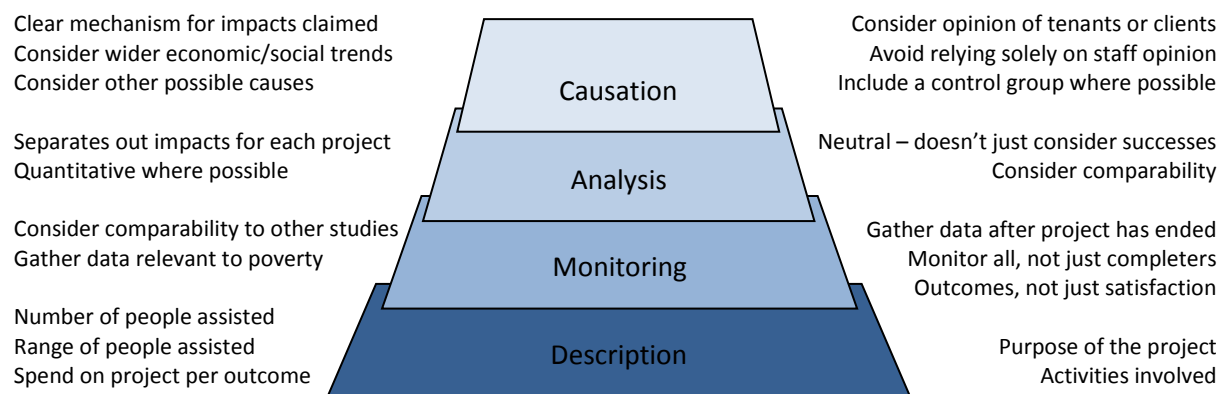 Clear mechanism for impacts claimed
Consider wider economic/social trends
Consider other possible causes
Causation
Consider opinion of tenants or clients
Avoid relying solely on staff opinion
Include a control group where possible
Separates out impacts for each project
Quantitative where possible
Analysis
Neutral – doesn't just consider successes
Consider comparability
Consider comparability to other studies
Gather data relevant to poverty
Monitoring
Gather data after project has ended
Monitor all, not just completers
Outcomes, not just satisfaction
Number of people assisted
Range of people assisted
Spend on project per outcome
Description
Purpose of the project
Activities involved